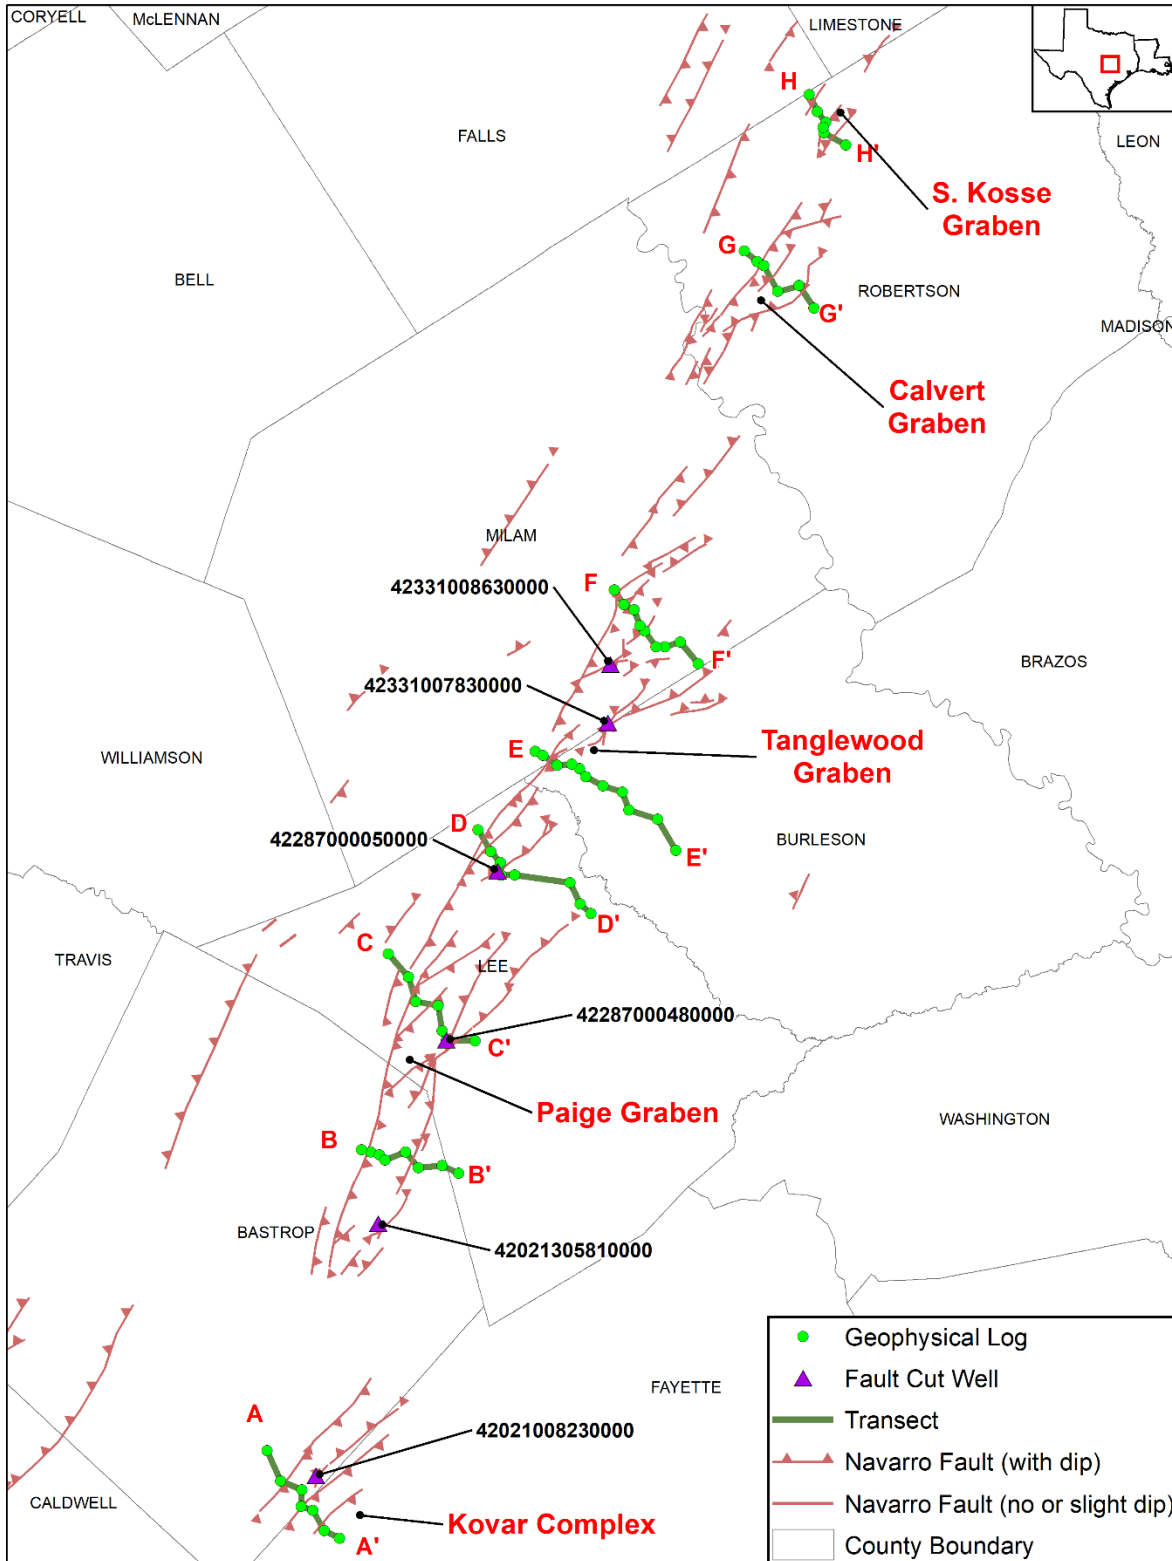 CORYELL
McLENNAN
LIMESTONE
H
FALLS
LEON
H'
S. Kosse
Graben
G
BELL
ROBERTSON
G'
MADISON
Calvert
Graben
MILAM
F
42331008630000
F'
BRAZOS
42331007830000
E
Tanglewood
Graben
WILLIAMSON
D
42287000050000
BURLESON
E'
D'
C
TRAVIS
LEE
42287000480000
C'
Paige Graben
WASHINGTON
B
B'
BASTROP
42021305810000
Geophysical Log
Fault Cut Well
FAYETTE
A
Transect
42021008230000
Navarro Fault (with dip)
CALDWELL
Navarro Fault (no or slight dip)
Kovar Complex
A'
County Boundary